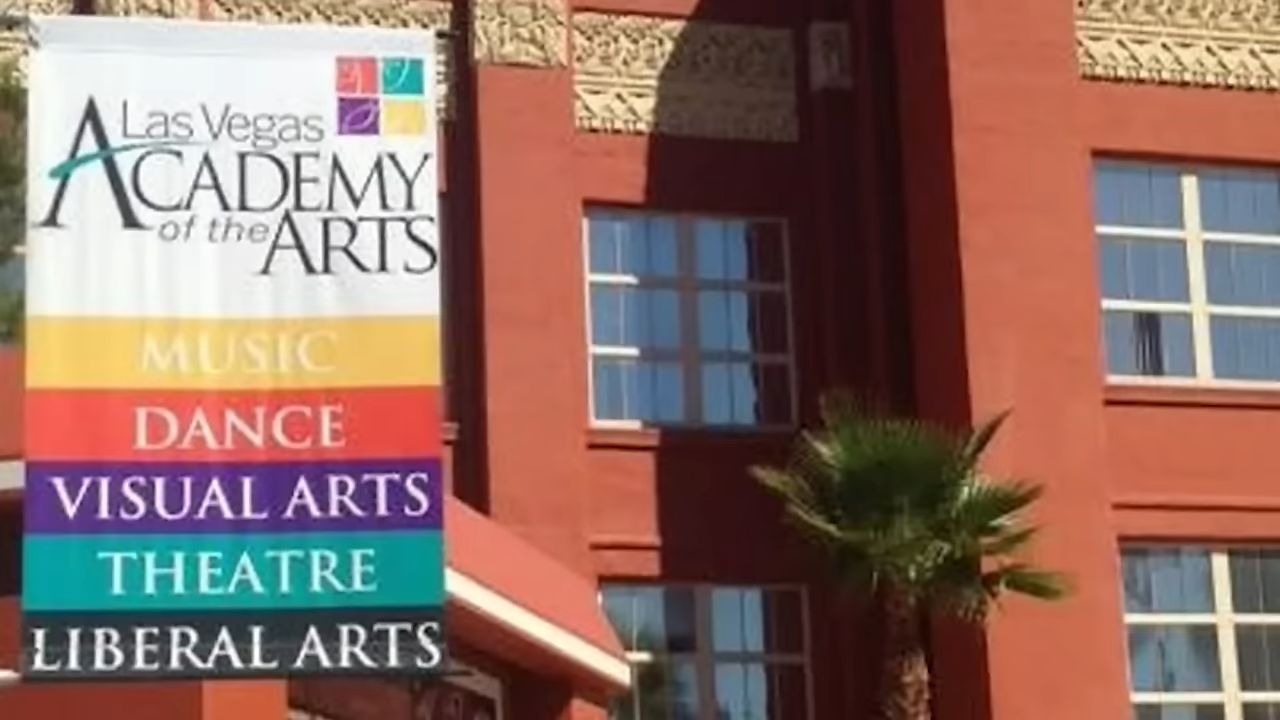 Las Vegas
ACADEMY
of the ARTS
MUSIC
DANCE
VISUAL ARTS
THEATRE
LIBERAL ARTS